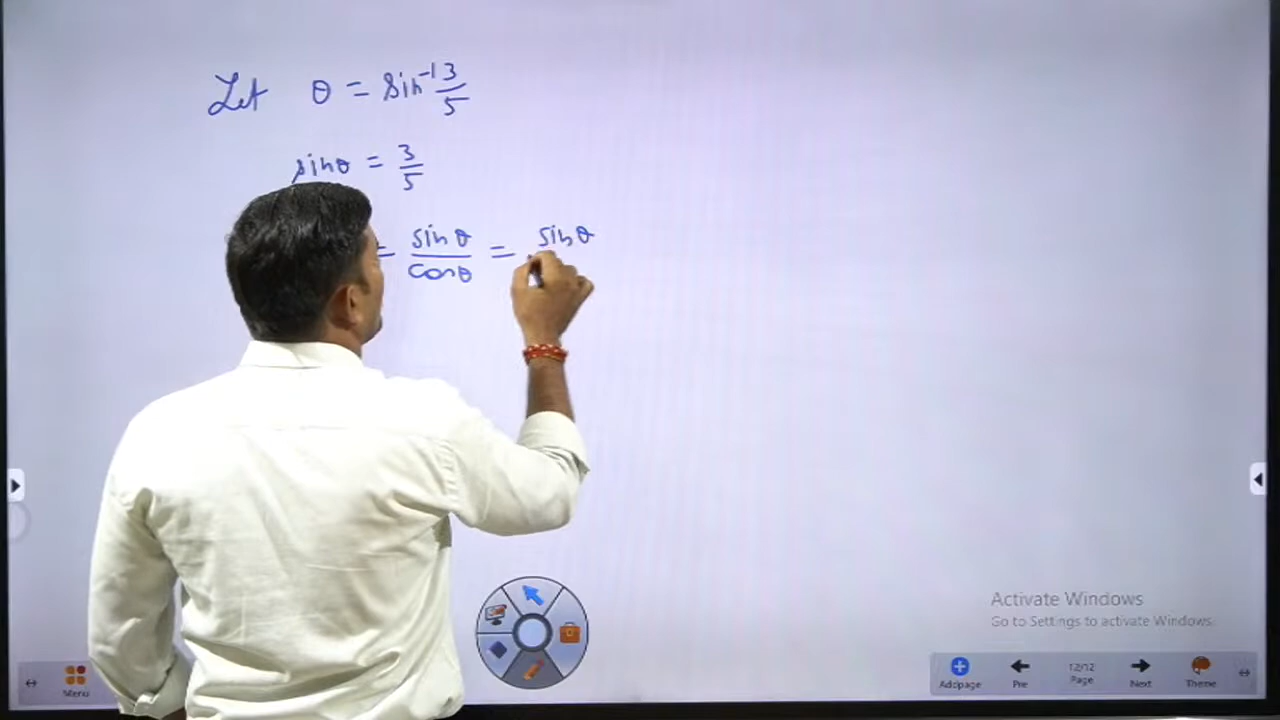 Let θ = sin⁻¹ 3/5
sinθ = 3/5
= sinθ/cosθ = sinθ
Activate Windows
Go to Settings to activate Windows.
Menu
Addpage
Pre
12/12
Page
Next
Theme